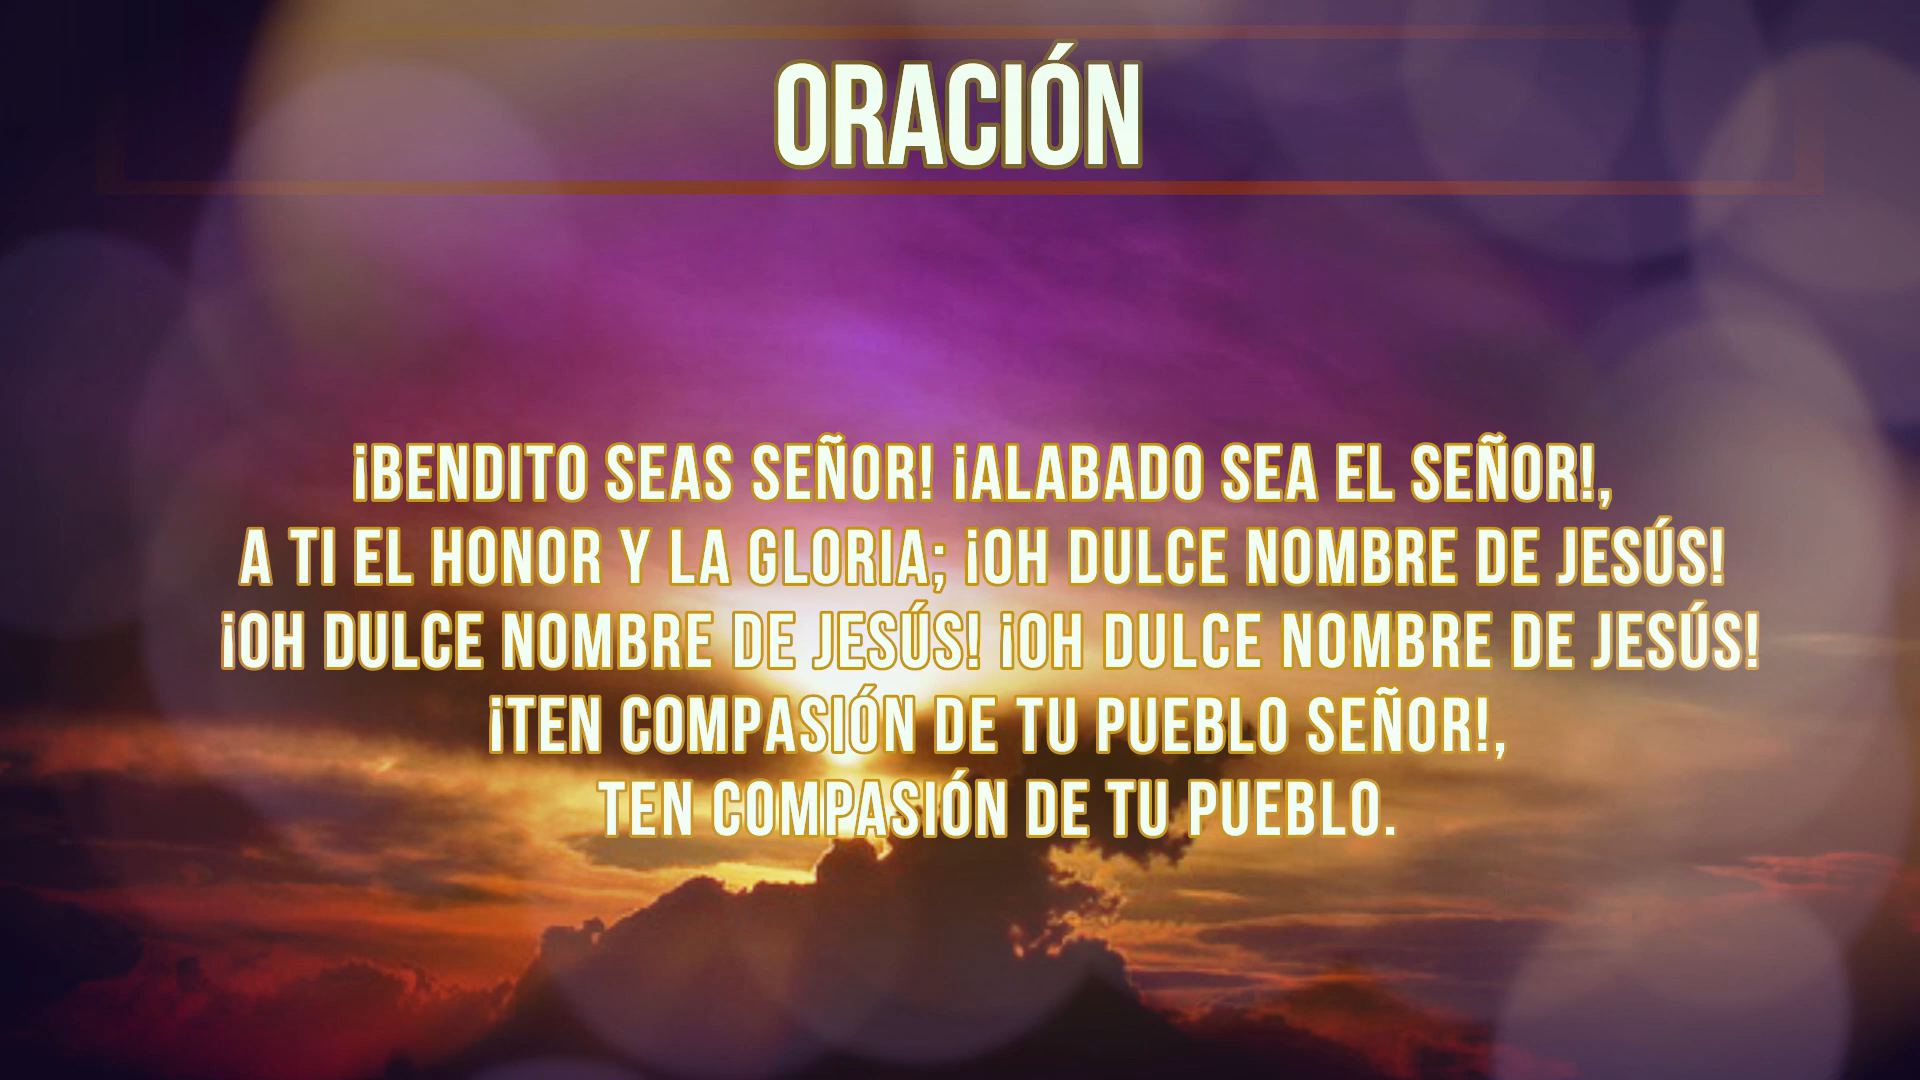 ORACIÓN
¡BENDITO SEAS SEÑOR! ¡ALABADO SEA EL SEÑOR!,
A TI EL HONOR Y LA GLORIA; ¡OH DULCE NOMBRE DE JESÚS!
¡OH DULCE NOMBRE DE JESÚS! ¡OH DULCE NOMBRE DE JESÚS!
¡TEN COMPASIÓN DE TU PUEBLO SEÑOR!,
TEN COMPASIÓN DE TU PUEBLO.